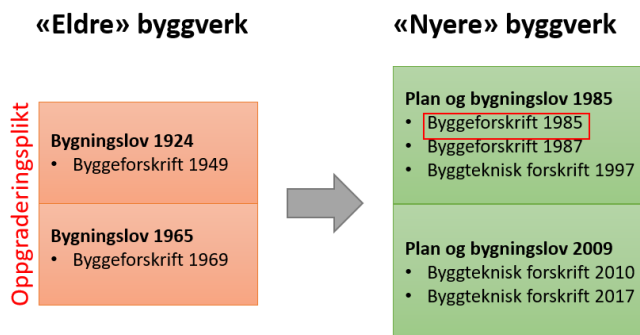 «Eldre» byggverk
Oppgraderingsplikt
Bygningslov 1924
• Byggeforskrift 1949
Bygningslov 1965
• Byggeforskrift 1969
«Nyere» byggverk
Plan og bygningslov 1985
• Byggeforskrift 1985
• Byggeforskrift 1987
• Byggteknisk forskrift 1997
Plan og bygningslov 2009
• Byggteknisk forskrift 2010
• Byggteknisk forskrift 2017